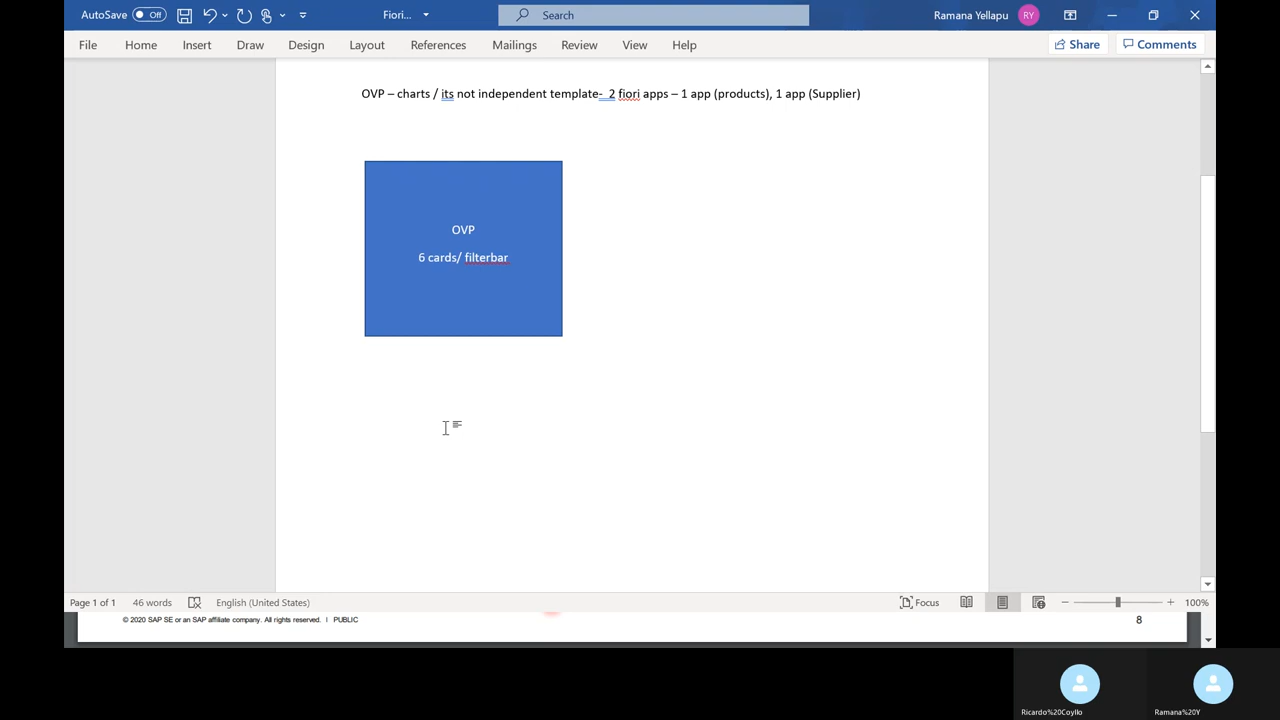 AutoSave Off Fiori... Search Ramana Yellapu RY
File Home Insert Draw Design Layout References Mailings Review View Help Share Comments
OVP – charts / its not independent template-  2 fiori apps – 1 app (products), 1 app (Supplier)
OVP
6 cards/ filterbar
Page 1 of 1 46 words English (United States) Focus 100%
© 2020 SAP SE or an SAP affiliate company. All rights reserved. I PUBLIC 8
Ricardo%20Coyllo Ramana%20Y